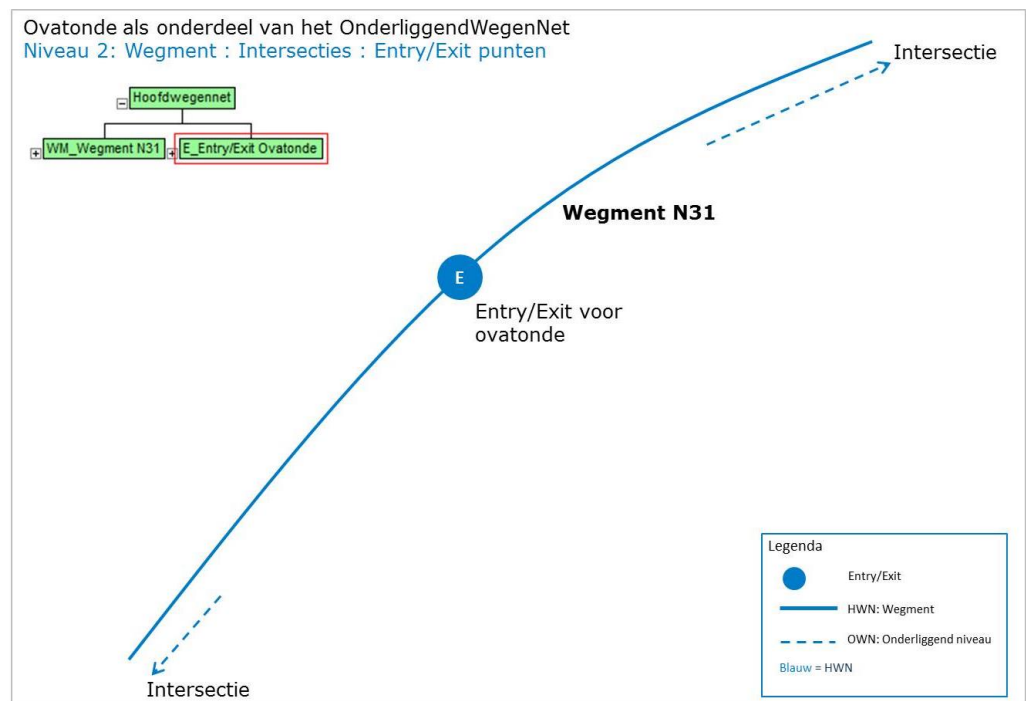 Ovatonde als onderdeel van het OnderliggendWegenNet
Niveau 2: Wegment : Intersecties : Entry/Exit punten
Hoofdwegennet
WM_Wegment N31
E_Entry/Exit Ovatonde
Intersectie
Wegment N31
E
Entry/Exit voor
ovatonde
Intersectie
Legenda
Entry/Exit
HWN: Wegment
OWN: Onderliggend niveau
Blauw = HWN